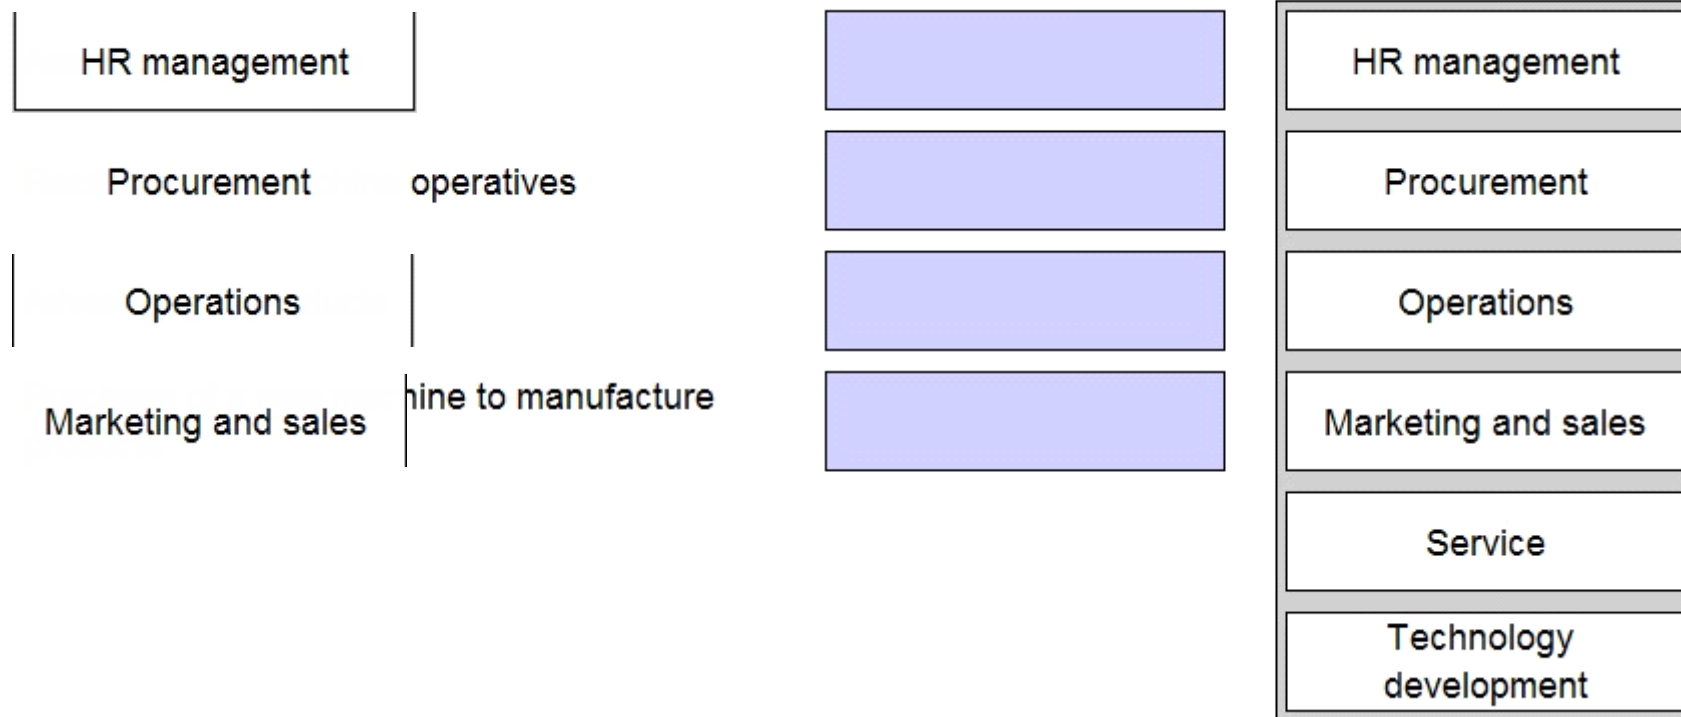 HR management
HR management
Procurement operatives
Procurement
Operations
Operations
hine to manufacture
Marketing and sales
Marketing and sales
Service
Technology
development